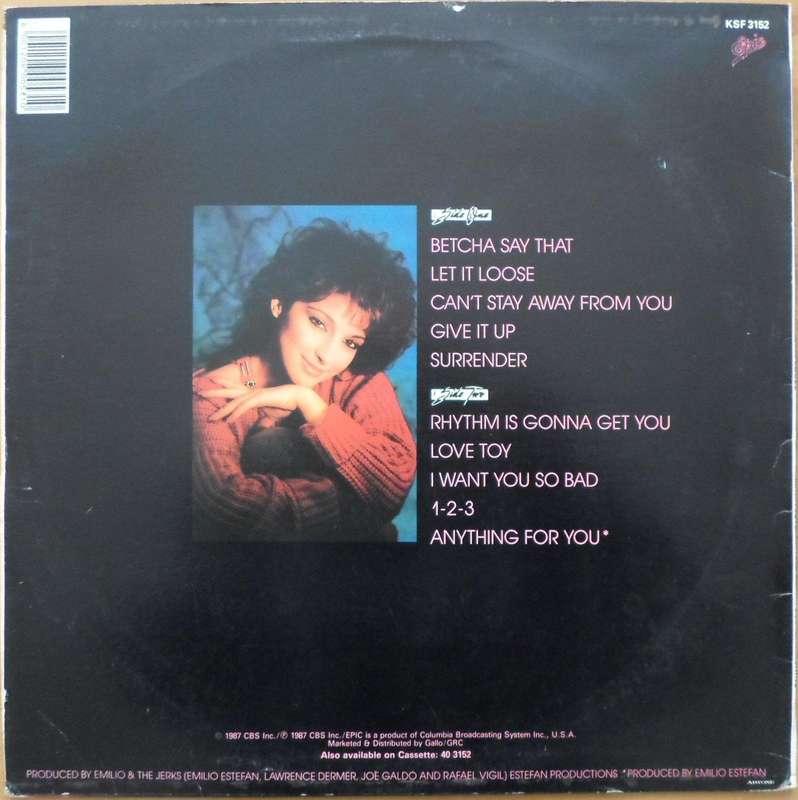 KSF 3152
Epic
Side One
BETCHA SAY THAT
LET IT LOOSE
CAN'T STAY AWAY FROM YOU
GIVE IT UP
SURRENDER
Side Two
RHYTHM IS GONNA GET YOU
LOVE TOY
I WANT YOU SO BAD
1-2-3
ANYTHING FOR YOU*
© 1987 CBS Inc./℗ 1987 CBS Inc./EPIC is a product of Columbia Broadcasting System Inc., U.S.A.
Marketed & Distributed by Gallo/GRC
Also available on Cassette: 40 3152
PRODUCED BY EMILIO & THE JERKS (EMILIO ESTEFAN, LAWRENCE DERMER, JOE GALDO AND RAFAEL VIGIL) ESTEFAN PRODUCTIONS *PRODUCED BY EMILIO ESTEFAN